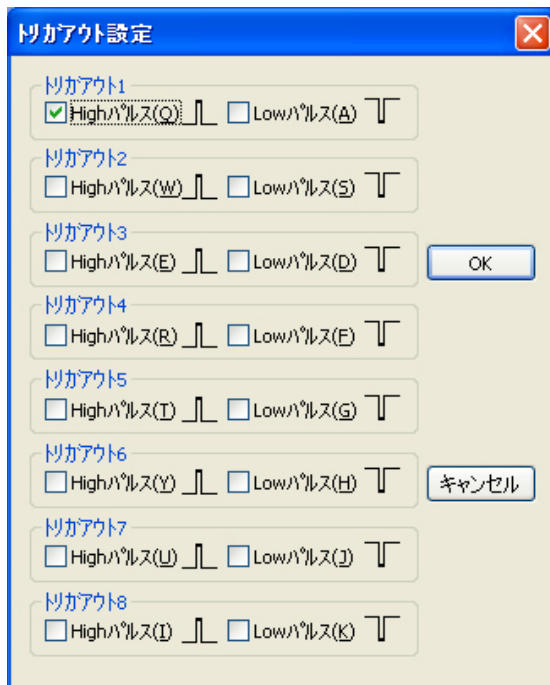 トリガアウト設定
トリガアウト1
Highパルス(Q) Lowパルス(A)
トリガアウト2
Highパルス(W) Lowパルス(S)
トリガアウト3
Highパルス(E) Lowパルス(D)
OK
トリガアウト4
Highパルス(R) Lowパルス(F)
トリガアウト5
Highパルス(T) Lowパルス(G)
トリガアウト6
Highパルス(Y) Lowパルス(H)
キャンセル
トリガアウト7
Highパルス(U) Lowパルス(J)
トリガアウト8
Highパルス(I) Lowパルス(K)